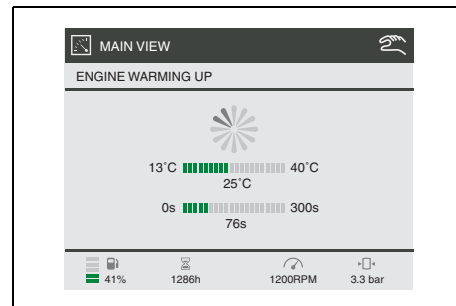 MAIN VIEW
ENGINE WARMING UP
13˚C 40˚C
25˚C
0s 300s
76s
41% 1286h 1200RPM 3.3 bar